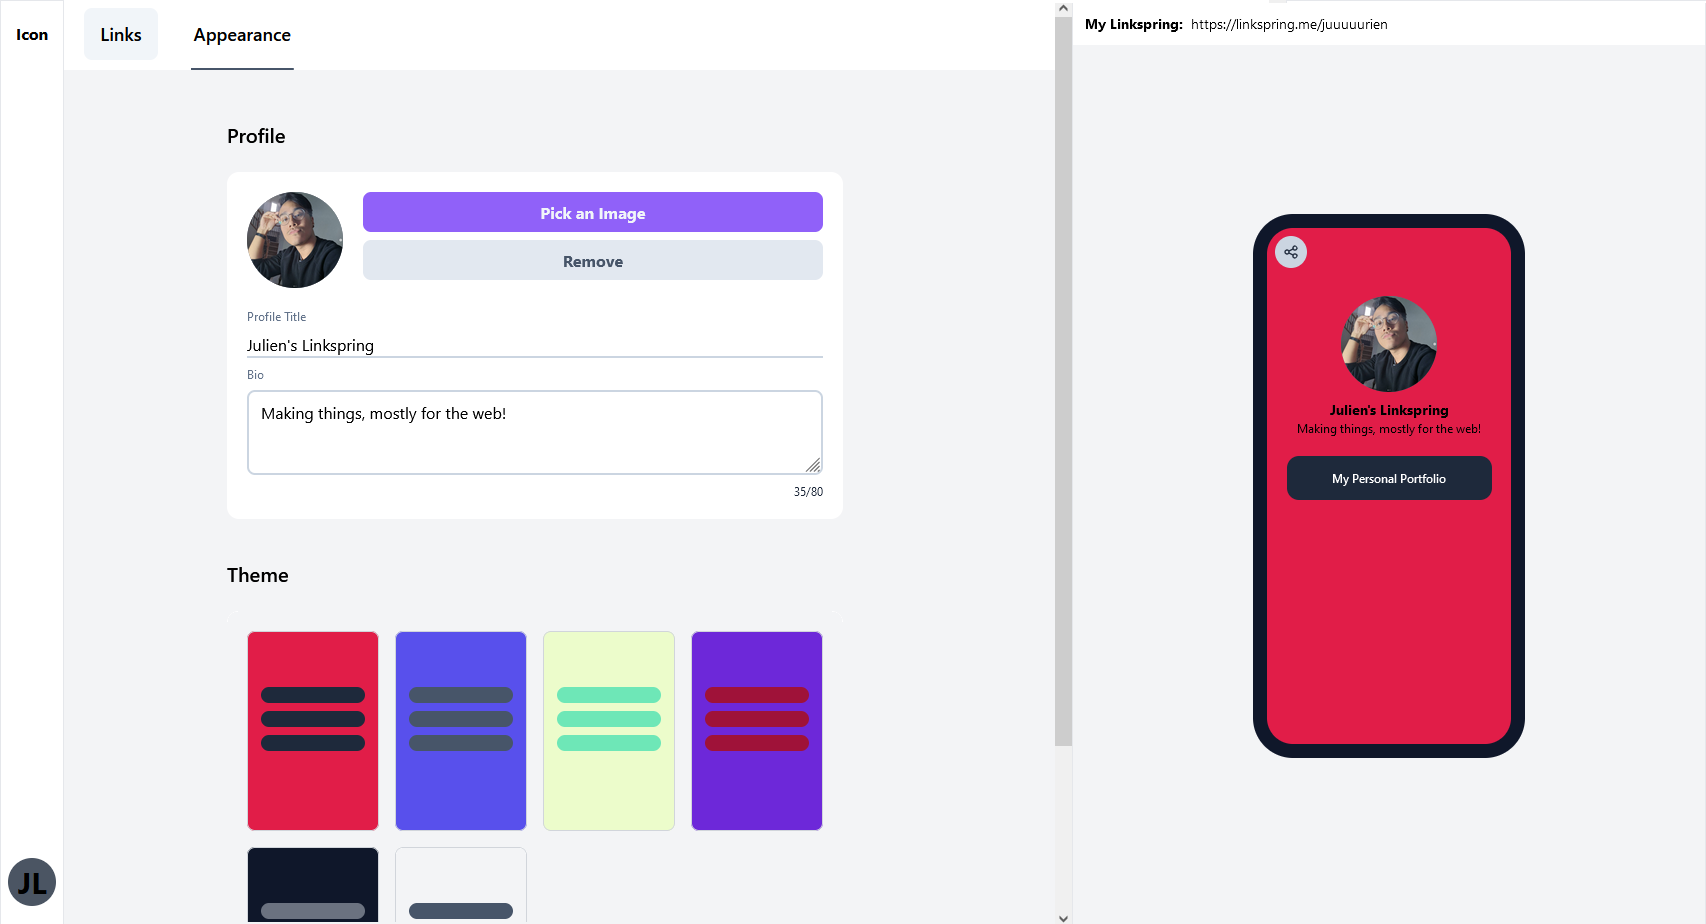 Icon
Links
Appearance
My Linkspring: https://linkspring.me/juuuuurien
Profile
Pick an Image
Remove
Profile Title
Julien's Linkspring
Bio
Making things, mostly for the web!
35/80
Theme
JL
Julien's Linkspring
Making things, mostly for the web!
My Personal Portfolio